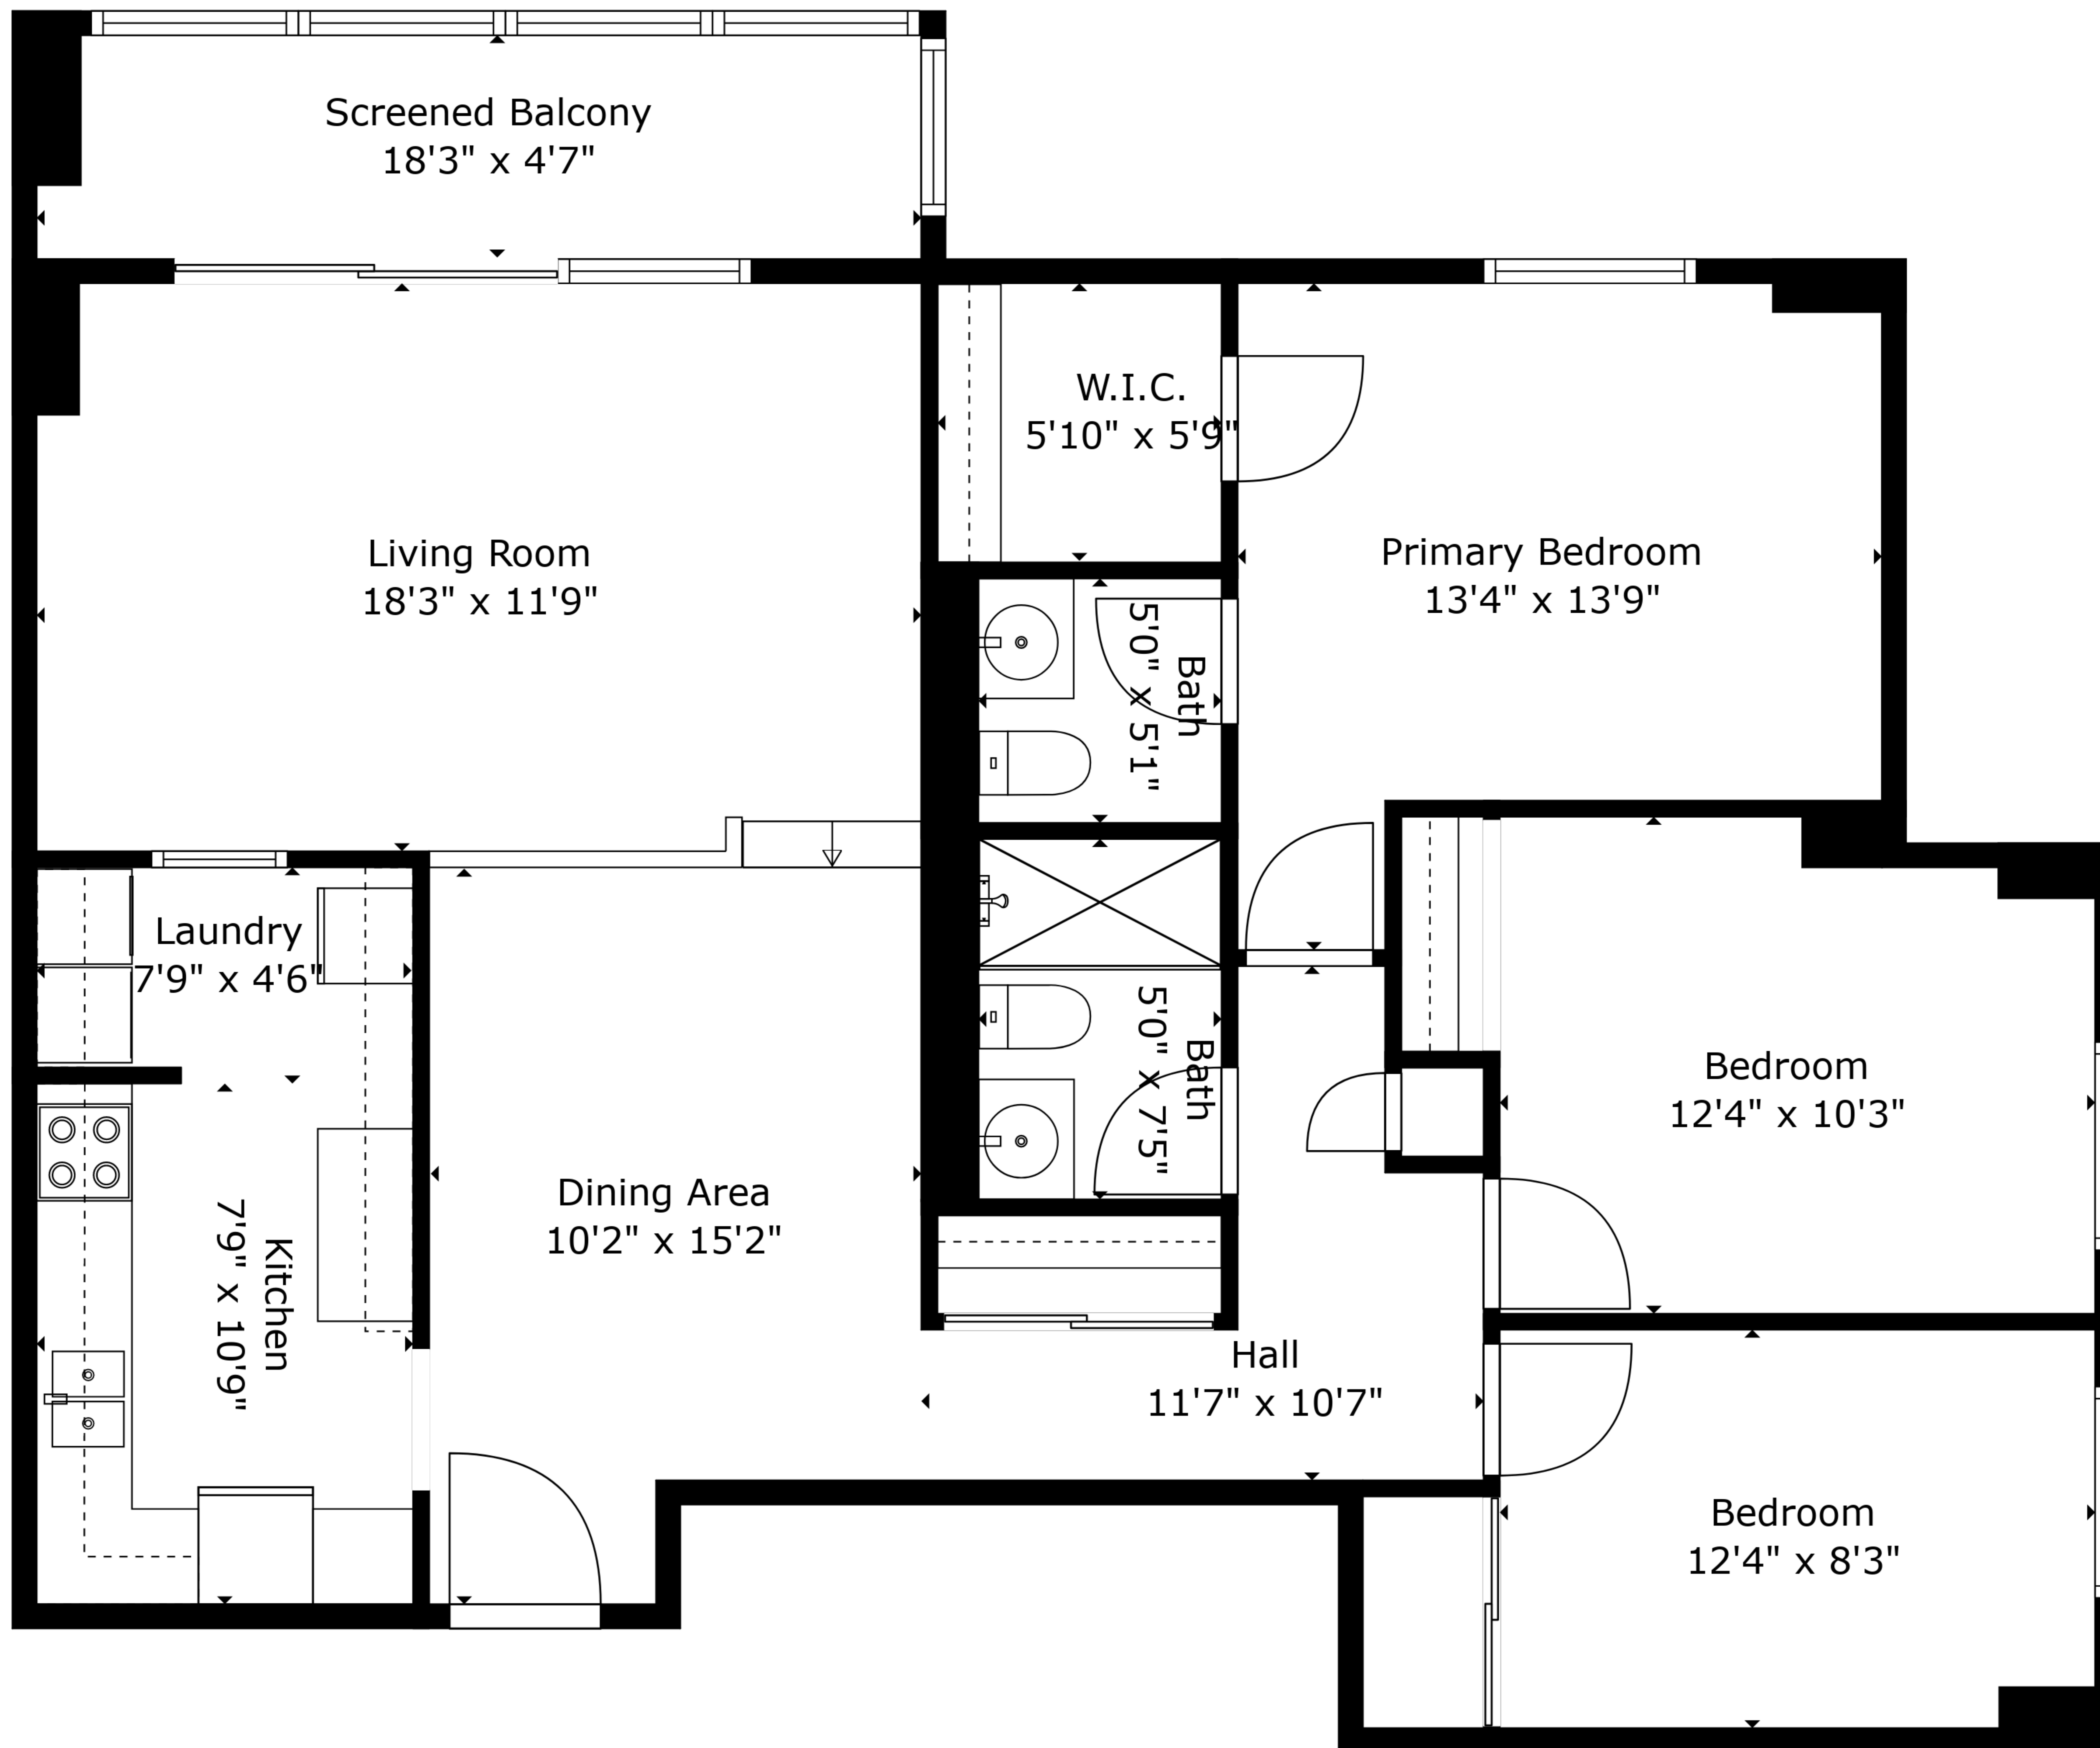 Screened Balcony
18'3" x 4'7"
W.I.C.
5'10" x 5'9"
Living Room
18'3" x 11'9"
Primary Bedroom
13'4" x 13'9"
Bath
5'0" x 5'1"
Laundry
7'9" x 4'6"
Bath
5'0" x 7'5"
Bedroom
12'4" x 10'3"
Dining Area
10'2" x 15'2"
Kitchen
7'9" x 10'9"
Hall
11'7" x 10'7"
Bedroom
12'4" x 8'3"